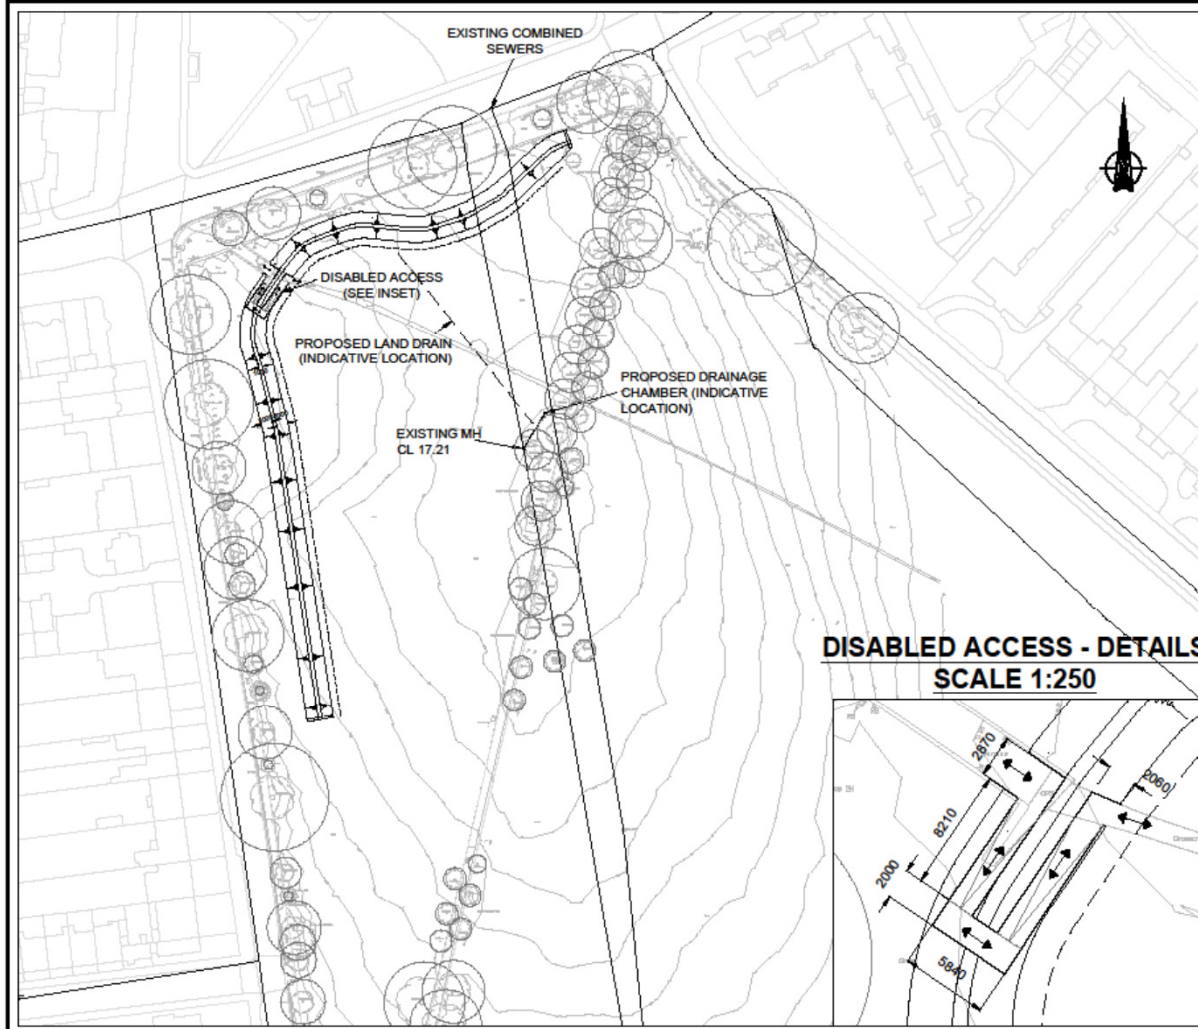 EXISTING COMBINED
SEWERS
DISABLED ACCESS
(SEE INSET)
PROPOSED LAND DRAIN
(INDICATIVE LOCATION)
PROPOSED DRAINAGE
CHAMBER (INDICATIVE
LOCATION)
EXISTING MH
CL 17.21
DISABLED ACCESS - DETAILS
SCALE 1:250
2870
2060
8210
2000
5840